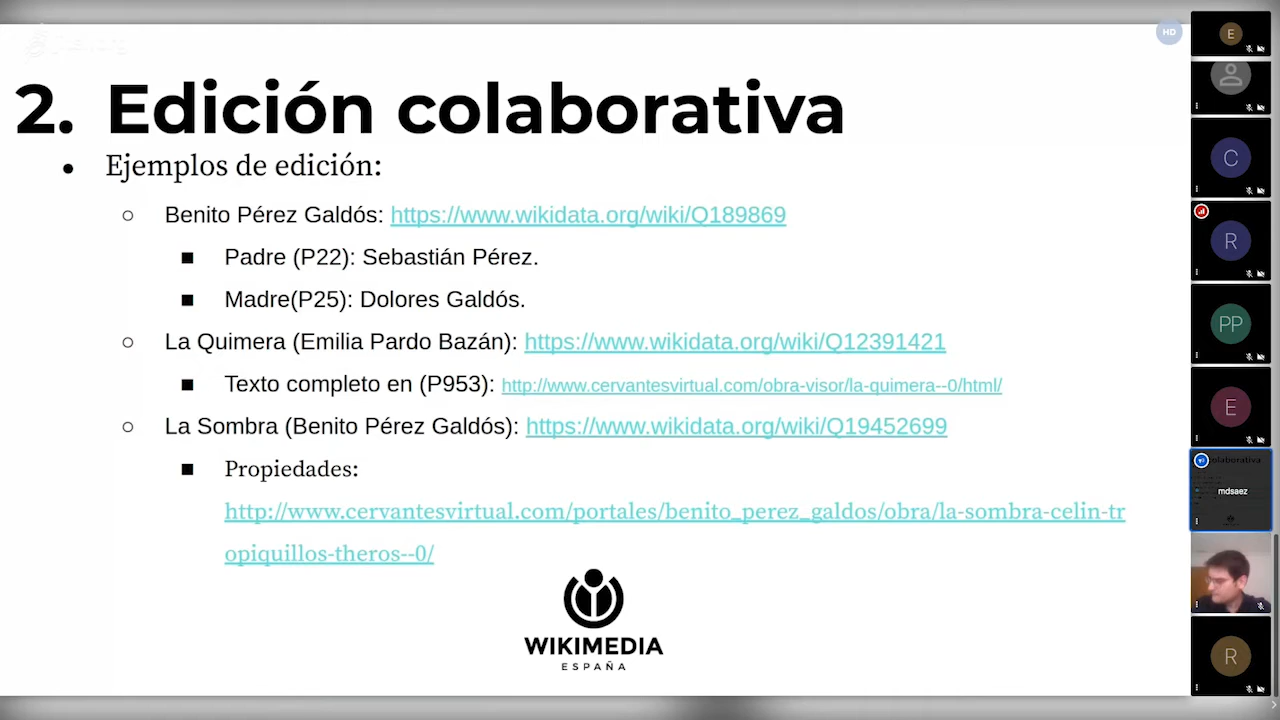 HD
2. Edición colaborativa
● Ejemplos de edición:
○ Benito Pérez Galdós: https://www.wikidata.org/wiki/Q189869
■ Padre (P22): Sebastián Pérez.
■ Madre(P25): Dolores Galdós.
○ La Quimera (Emilia Pardo Bazán): https://www.wikidata.org/wiki/Q12391421
■ Texto completo en (P953): http://www.cervantesvirtual.com/obra-visor/la-quimera--0/html/
○ La Sombra (Benito Pérez Galdós): https://www.wikidata.org/wiki/Q19452699
■ Propiedades:
http://www.cervantesvirtual.com/portales/benito_perez_galdos/obra/la-sombra-celin-tr
opiquillos-theros--0/
WIKIMEDIA
ESPAÑA
E
C
R
PP
E
olaborativa
mdsaez
R